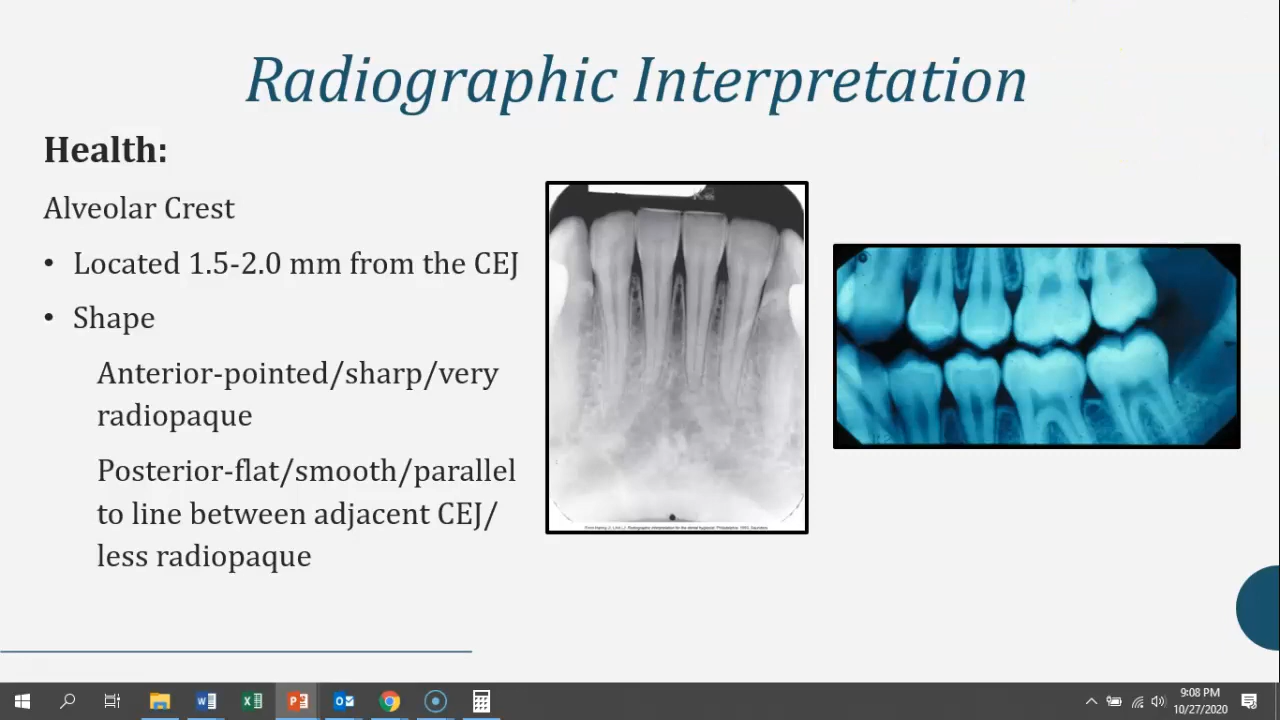 Radiographic Interpretation
Health:
Alveolar Crest
• Located 1.5-2.0 mm from the CEJ
• Shape
Anterior-pointed/sharp/very
radiopaque
Posterior-flat/smooth/parallel
to line between adjacent CEJ/
less radiopaque
9:08 PM
10/27/2020